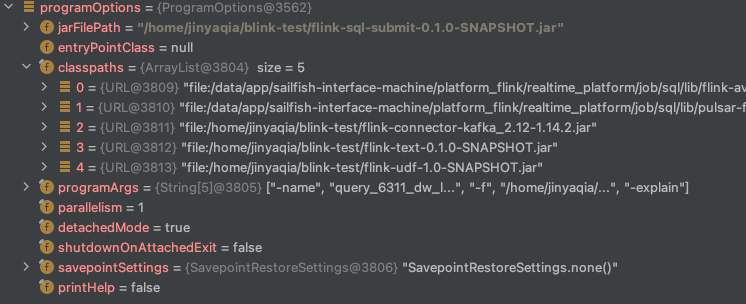 programOptions = {ProgramOptions@3562}
f jarFilePath = "/home/jinyaqia/blink-test/flink-sql-submit-0.1.0-SNAPSHOT.jar"
f entryPointClass = null
f classpaths = {ArrayList@3804} size = 5
0 = {URL@3809} "file:/data/app/sailfish-interface-machine/platform_flink/realtime_platform/job/sql/lib/flink-av
1 = {URL@3810} "file:/data/app/sailfish-interface-machine/platform_flink/realtime_platform/job/sql/lib/pulsar-f
2 = {URL@3811} "file:/home/jinyaqia/blink-test/flink-connector-kafka_2.12-1.14.2.jar"
3 = {URL@3812} "file:/home/jinyaqia/blink-test/flink-text-0.1.0-SNAPSHOT.jar"
4 = {URL@3813} "file:/home/jinyaqia/blink-test/flink-udf-1.0-SNAPSHOT.jar"
f programArgs = {String[5]@3805} ["-name", "query_6311_dw_l...", "-f", "/home/jinyaqia/...", "-explain"]
f parallelism = 1
f detachedMode = true
f shutdownOnAttachedExit = false
f savepointSettings = {SavepointRestoreSettings@3806} "SavepointRestoreSettings.none()"
f printHelp = false